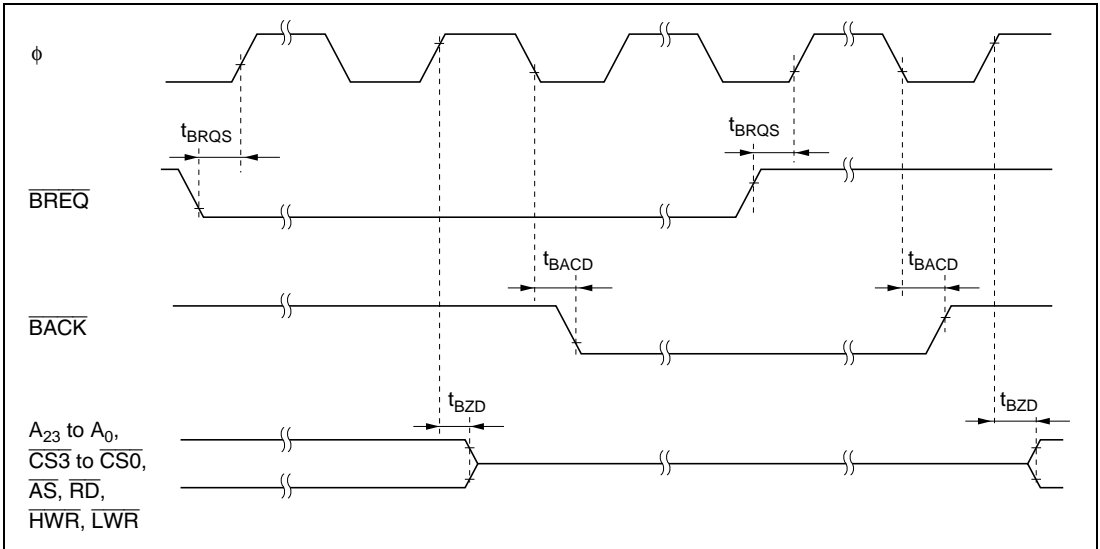 ϕ
tBRQS
tBRQS
BREQ
tBACD
tBACD
BACK
tBZD
tBZD
A23 to A0,
CS3 to CS0,
AS, RD,
HWR, LWR